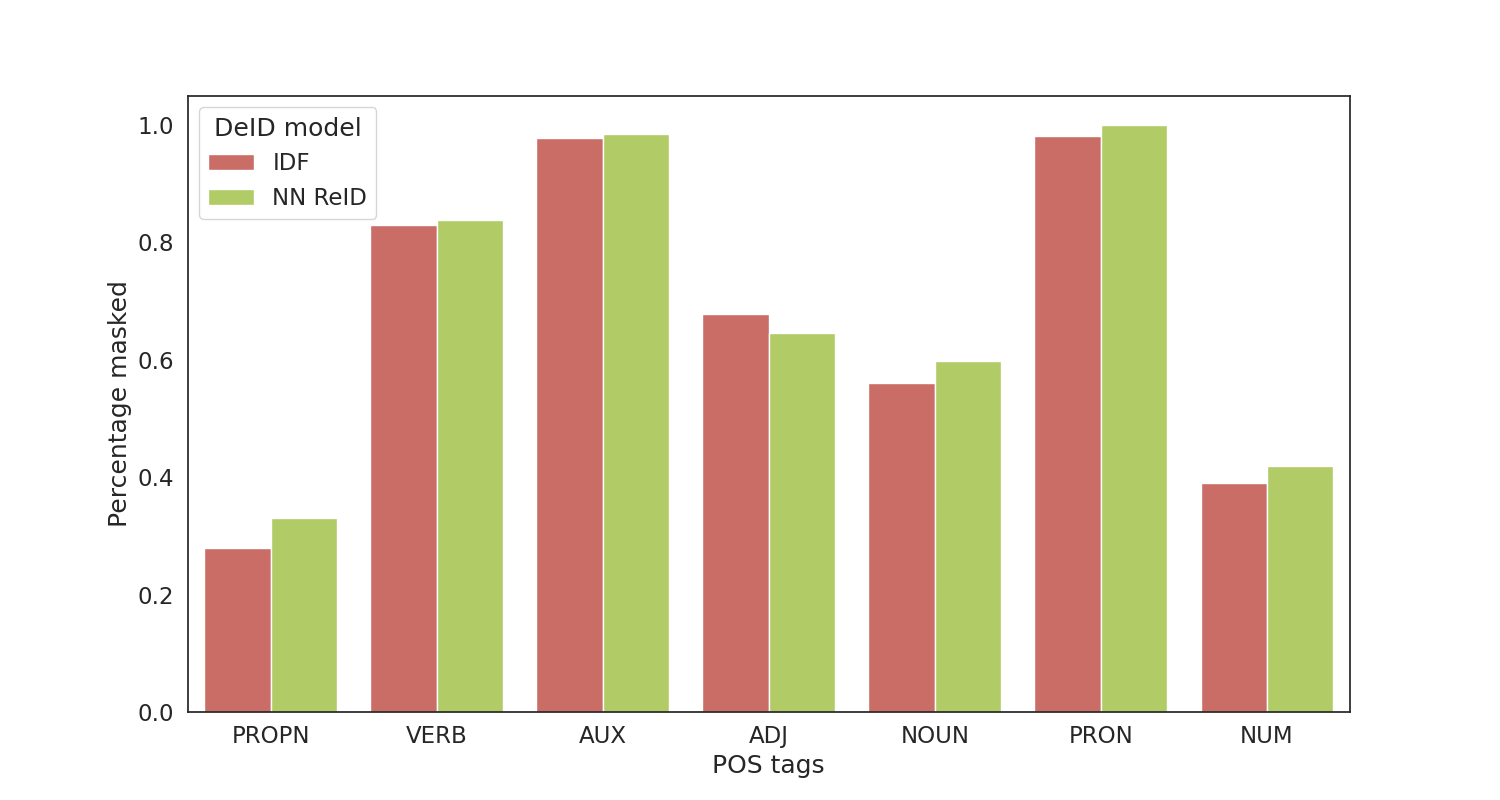 DeID model
IDF
NN ReID
Percentage masked
1.0
0.8
0.6
0.4
0.2
0.0
PROPN VERB AUX ADJ NOUN PRON NUM
POS tags